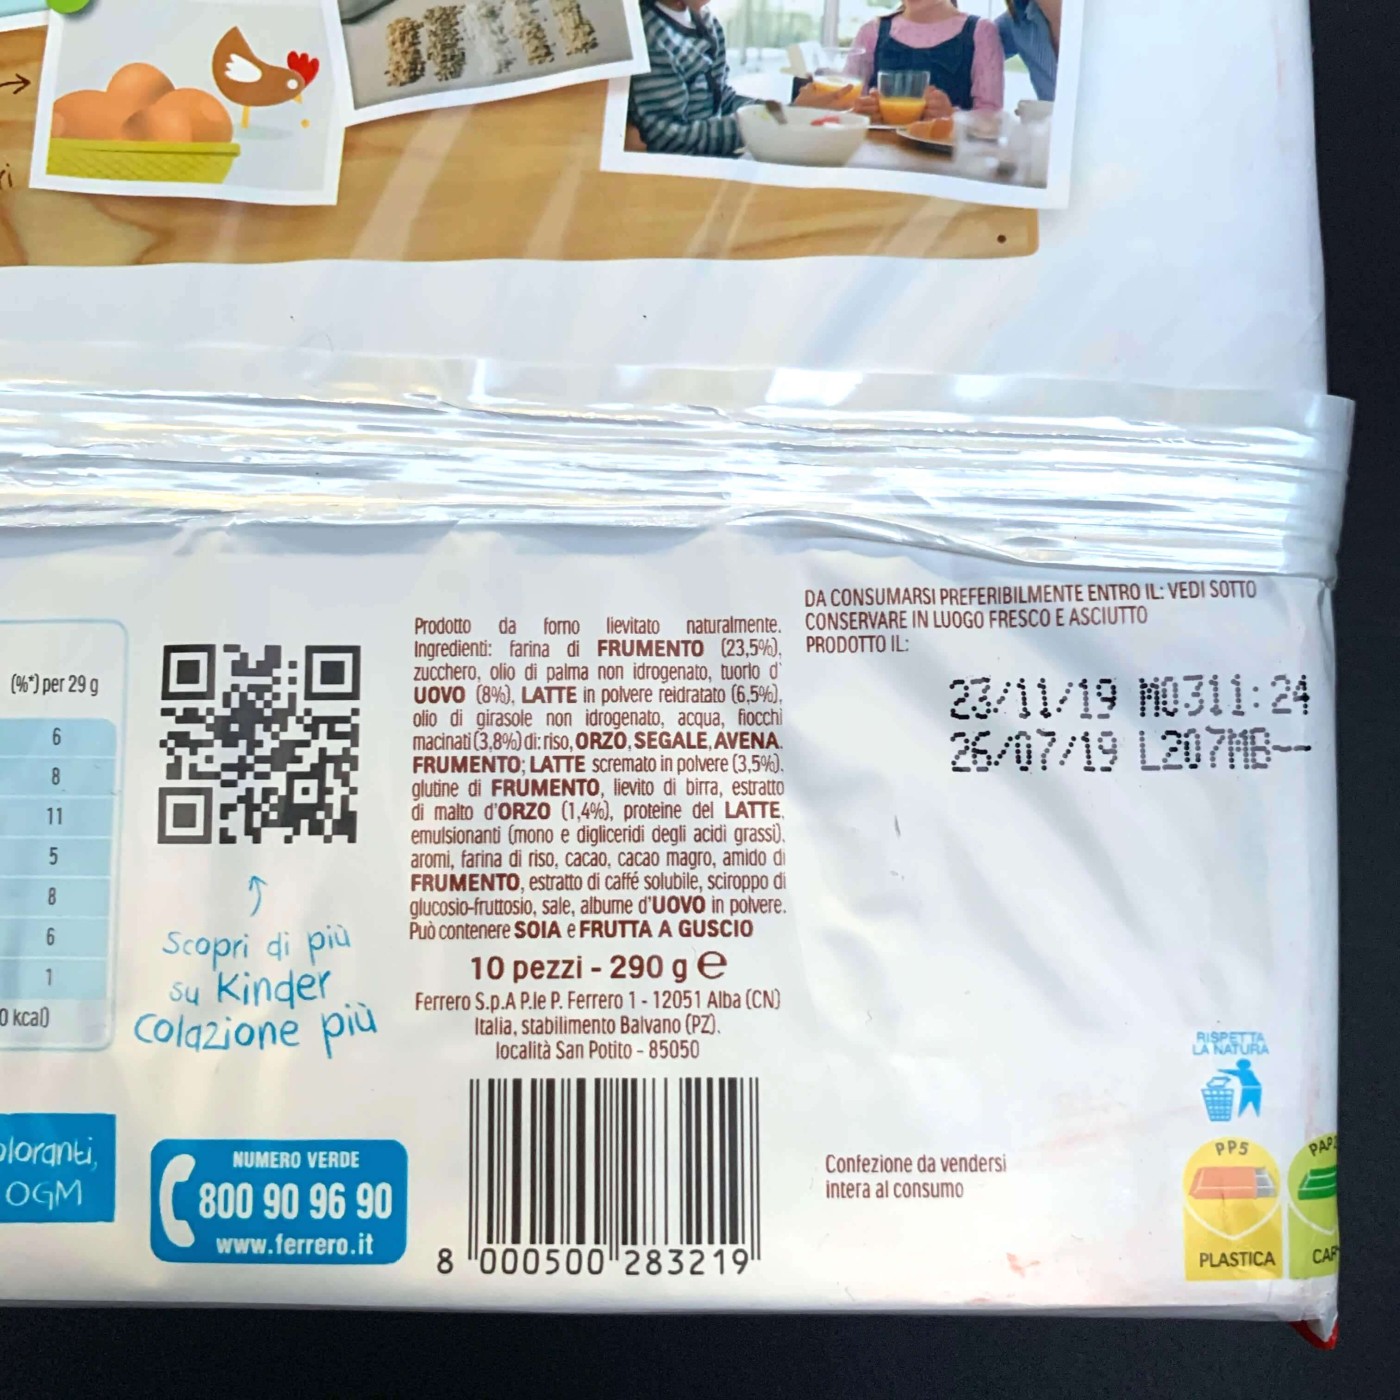 ri
(%*) per 29 g
6
8
11
5
8
6
1
0 kcal)
oloranti,
OGM
Scopri di più
su Kinder
Colazione più
NUMERO VERDE
800 90 96 90
www.ferrero.it
Prodotto da forno lievitato naturalmente.
Ingredienti: farina di FRUMENTO (23,5%),
zucchero, olio di palma non idrogenato, tuorlo d'
UOVO (8%), LATTE in polvere reidratato (6,5%),
olio di girasole non idrogenato, acqua, fiocchi
macinati (3,8%) di: riso, ORZO, SEGALE, AVENA,
FRUMENTO; LATTE scremato in polvere (3,5%),
glutine di FRUMENTO, lievito di birra, estratto
di malto d'ORZO (1,4%), proteine del LATTE,
emulsionanti (mono e digliceridi degli acidi grassi),
aromi, farina di riso, cacao, cacao magro, amido di
FRUMENTO, estratto di caffé solubile, sciroppo di
glucosio-fruttosio, sale, albume d'UOVO in polvere.
Può contenere SOIA e FRUTTA A GUSCIO
10 pezzi - 290 g e
Ferrero S.p.A P.le P. Ferrero 1 - 12051 Alba (CN)
Italia, stabilimento Balvano (PZ).
località San Potito - 85050
8 000500 283219
DA CONSUMARSI PREFERIBILMENTE ENTRO IL: VEDI SOTTO
CONSERVARE IN LUOGO FRESCO E ASCIUTTO
PRODOTTO IL:
23/11/19 M0311:24
26/07/19 L207MB--
Confezione da vendersi
intera al consumo
RISPETTA
LA NATURA
PP5
PLASTICA
PAP
CAR